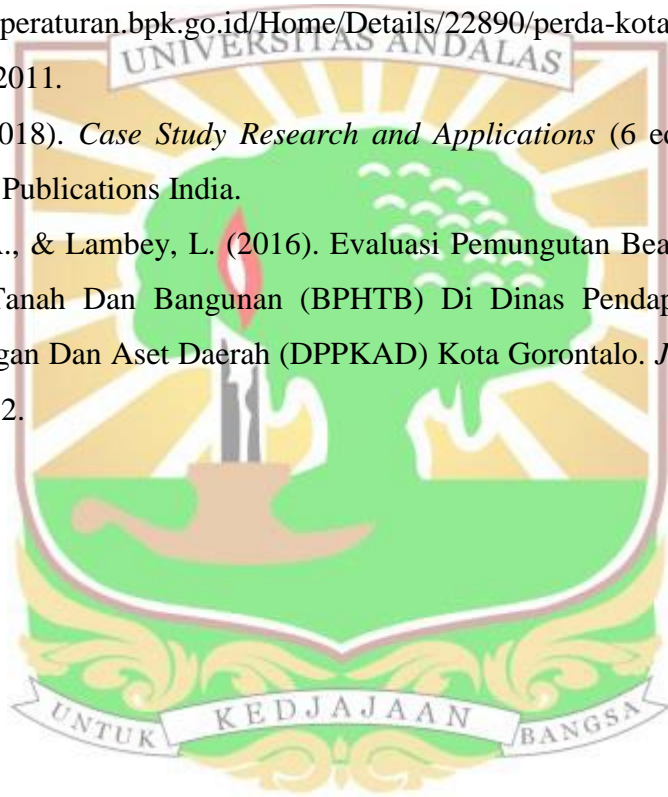 peraturan.bpk.go.id/Home/Details/22890/perda-kota
UNIVERSITAS ANDALAS
2011.
018). Case Study Research and Applications (6 ed
Publications India.
A., & Lambey, L. (2016). Evaluasi Pemungutan Bea
Tanah Dan Bangunan (BPHTB) Di Dinas Pendap
gan Dan Aset Daerah (DPPKAD) Kota Gorontalo. J
2.
UNTUK KEDJAJAAN BANGSA